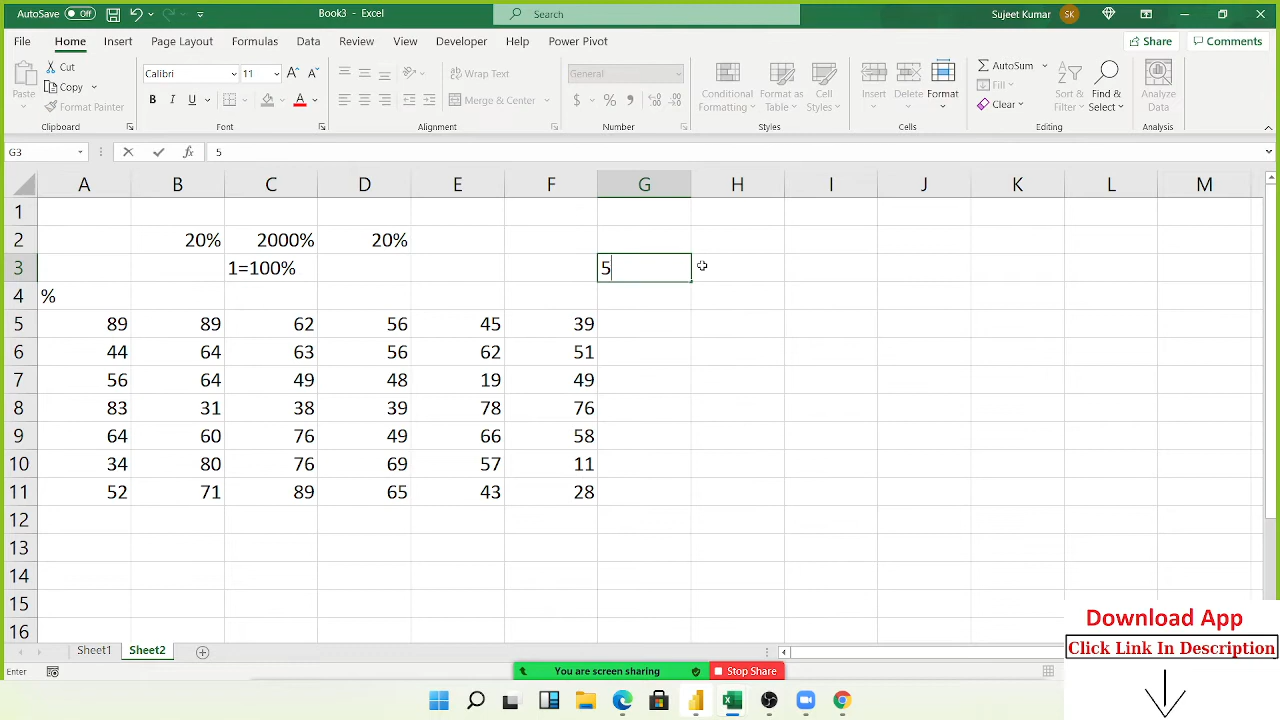 AutoSave Off Book3 - Excel Search Sujeet Kumar SK
File Home Insert Page Layout Formulas Data Review View Developer Help Power Pivot Share Comments
Paste Cut Copy Format Painter Clipboard
Calibri 11 A A B I U A Font
Wrap Text Merge & Center Alignment
General $ % , Number
Conditional Formatting Format as Table Cell Styles Styles
Insert Delete Format Cells
AutoSum Fill Clear Sort & Filter Find & Select Editing
Analyze Data Analysis
G3 fx 5
A B C D E F G H I J K L M
1
2 20% 2000% 20%
3 1=100% 5
4 %
5 89 89 62 56 45 39
6 44 64 63 56 62 51
7 56 64 49 48 19 49
8 83 31 38 39 78 76
9 64 60 76 49 66 58
10 34 80 76 69 57 11
11 52 71 89 65 43 28
12
13
14
15
16
Download App
Click Link In Description
Sheet1 Sheet2
Enter You are screen sharing Stop Share